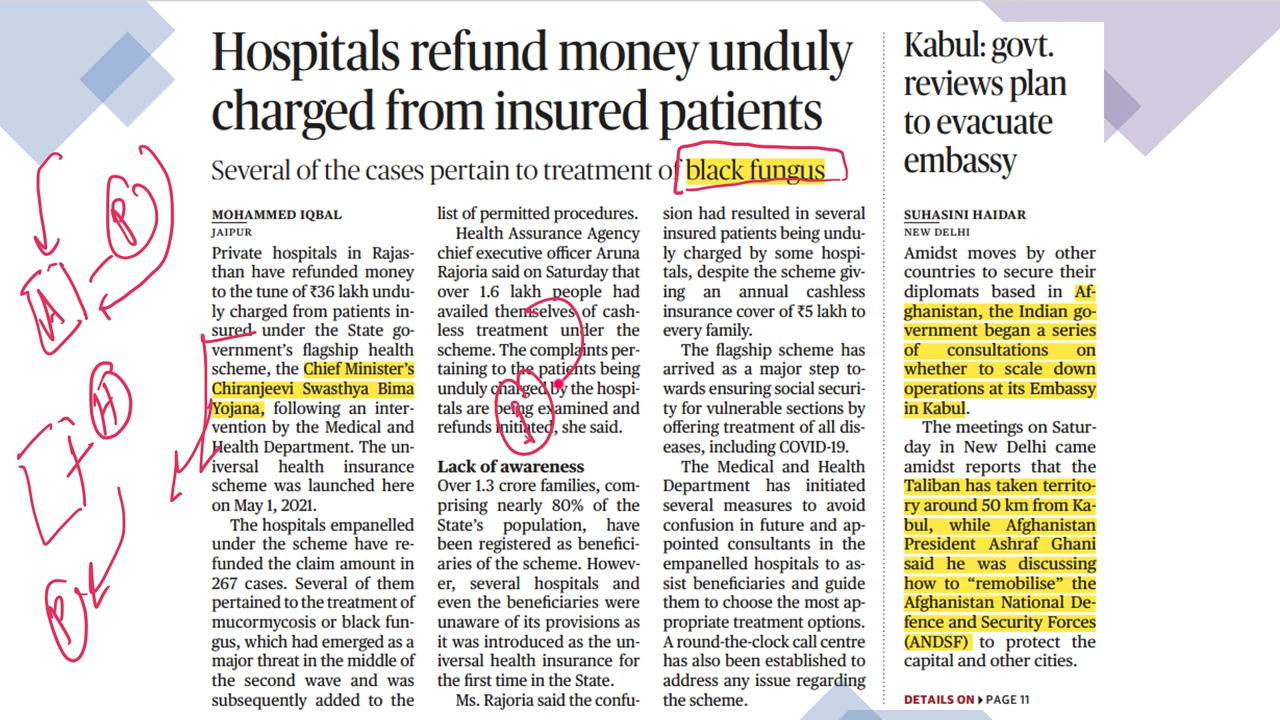 Hospitals refund money unduly
charged from insured patients
Several of the cases pertain to treatment of black fungus
MOHAMMED IQBAL
JAIPUR
Private hospitals in Rajas-
than have refunded money
to the tune of ₹36 lakh undu-
ly charged from patients in-
sured under the State go-
vernment's flagship health
scheme, the Chief Minister's
Chiranjeevi Swasthya Bima
Yojana, following an inter-
vention by the Medical and
Health Department. The un-
iversal health insurance
scheme was launched here
on May 1, 2021.
The hospitals empanelled
under the scheme have re-
funded the claim amount in
267 cases. Several of them
pertained to the treatment of
mucormycosis or black fun-
gus, which had emerged as a
major threat in the middle of
the second wave and was
subsequently added to the
list of permitted procedures.
Health Assurance Agency
chief executive officer Aruna
Rajoria said on Saturday that
over 1.6 lakh people had
availed themselves of cash-
less treatment under the
scheme. The complaints per-
taining to the patients being
unduly charged by the hospi-
tals are being examined and
refunds initiated, she said.
Lack of awareness
Over 1.3 crore families, com-
prising nearly 80% of the
State's population, have
been registered as benefici-
aries of the scheme. Howev-
er, several hospitals and
even the beneficiaries were
unaware of its provisions as
it was introduced as the un-
iversal health insurance for
the first time in the State.
Ms. Rajoria said the confu-
sion had resulted in several
insured patients being undu-
ly charged by some hospi-
tals, despite the scheme giv-
ing an annual cashless
insurance cover of ₹5 lakh to
every family.
The flagship scheme has
arrived as a major step to-
wards ensuring social securi-
ty for vulnerable sections by
offering treatment of all dis-
eases, including COVID-19.
The Medical and Health
Department has initiated
several measures to avoid
confusion in future and ap-
pointed consultants in the
empanelled hospitals to as-
sist beneficiaries and guide
them to choose the most ap-
propriate treatment options.
A round-the-clock call centre
has also been established to
address any issue regarding
the scheme.
Kabul: govt.
reviews plan
to evacuate
embassy
SUHASINI HAIDAR
NEW DELHI
Amidst moves by other
countries to secure their
diplomats based in Af-
ghanistan, the Indian go-
vernment began a series
of consultations on
whether to scale down
operations at its Embassy
in Kabul.
The meetings on Satur-
day in New Delhi came
amidst reports that the
Taliban has taken territo-
ry around 50 km from Ka-
bul, while Afghanistan
President Ashraf Ghani
said he was discussing
how to “remobilise” the
Afghanistan National De-
fence and Security Forces
(ANDSF) to protect the
capital and other cities.
DETAILS ON PAGE 11
A
H